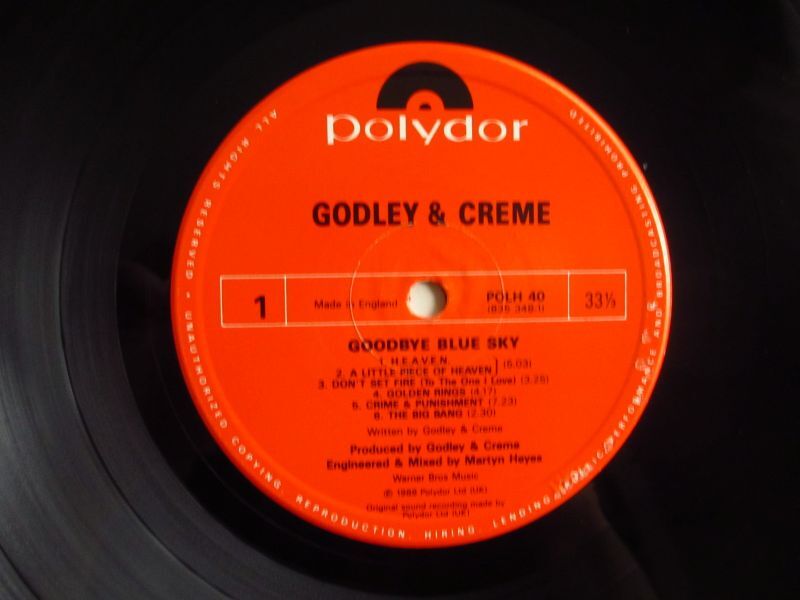 polydor
GODLEY & CREME
1
Made in England
POLH 40
(835 348-1)
33⅓
GOODBYE BLUE SKY
1. H.E.A.V.E.N.
2. A LITTLE PIECE OF HEAVEN
(6.03)
3. DON'T SET FIRE (To The One I Love) (3.25)
4. GOLDEN RINGS (4.17)
5. CRIME & PUNISHMENT (7.23)
6. THE BIG BANG (2.30)
Written by Godley & Creme
Produced by Godley & Creme
Engineered & Mixed by Martyn Hayes
Warner Bros Music
℗ 1988 Polydor Ltd (UK)
Original sound recording made by
Polydor Ltd (UK)
ALL RIGHTS RESERVED · UNAUTHORIZED COPYING, REPRODUCTION, HIRING, LENDING, PUBLIC PERFORMANCE AND BROADCASTING PROHIBITED